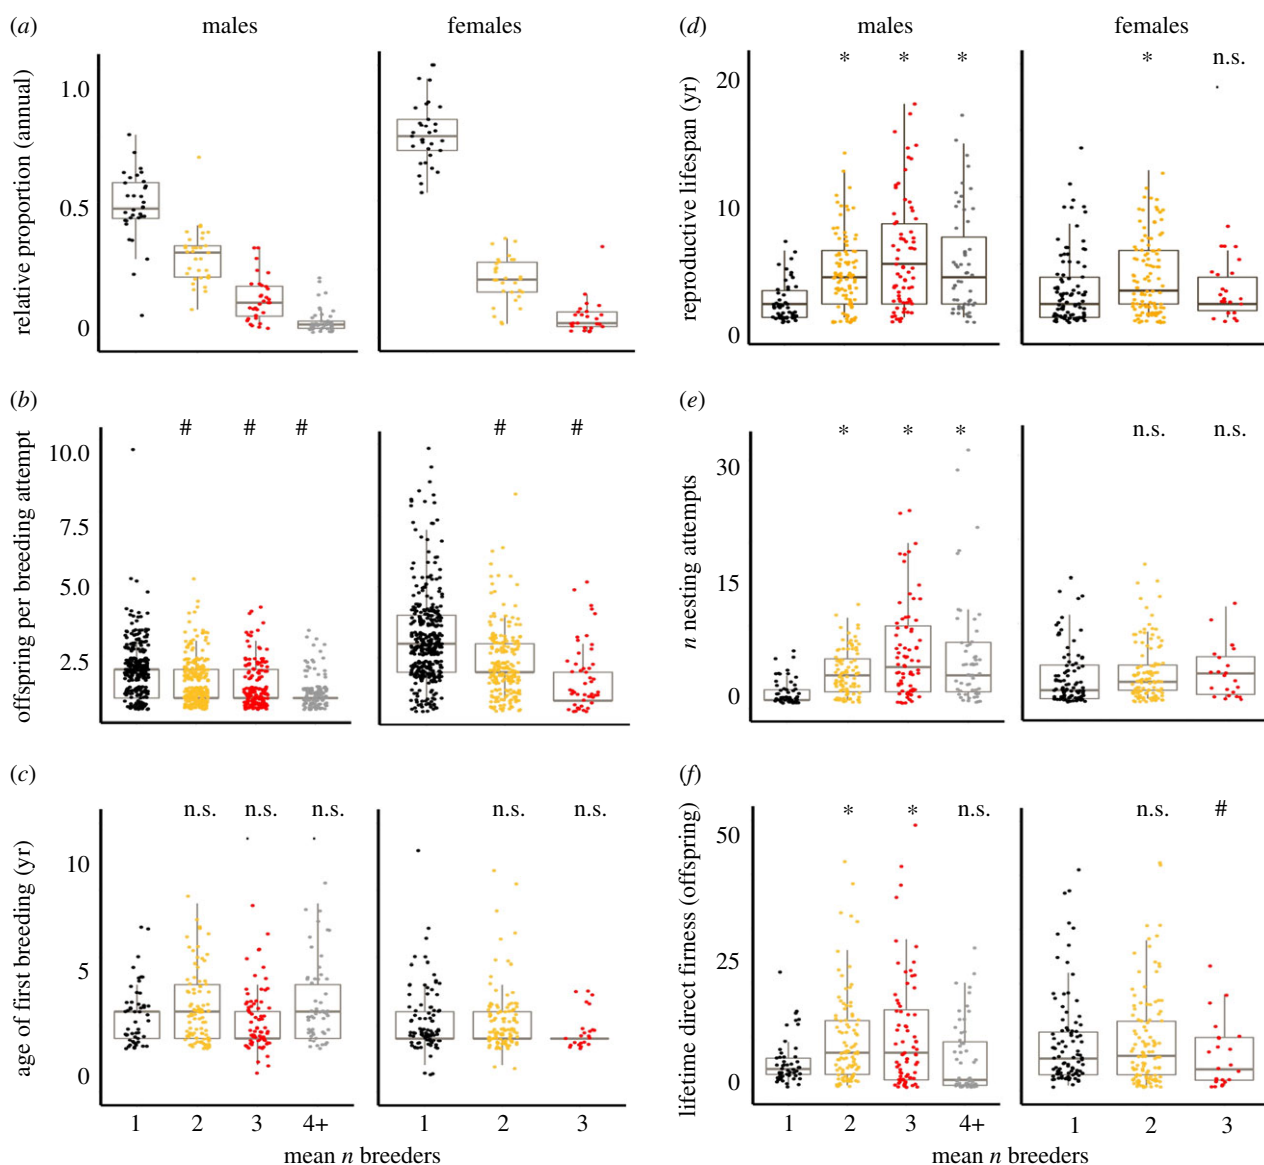 (a) males females
relative proportion (annual)
1.0
0.5
0
(b)
# # # # #
offspring per breeding attempt
10.0
7.5
5.0
2.5
(c)
n.s. n.s. n.s. n.s. n.s.
age of first breeding (yr)
10
5
0
1 2 3 4+ 1 2 3
mean n breeders
(d) males females
* * * * n.s.
reproductive lifespan (yr)
20
10
0
(e)
* * * n.s. n.s.
n nesting attempts
30
15
0
(f)
* * n.s. n.s. #
lifetime direct firness (offspring)
50
25
0
1 2 3 4+ 1 2 3
mean n breeders